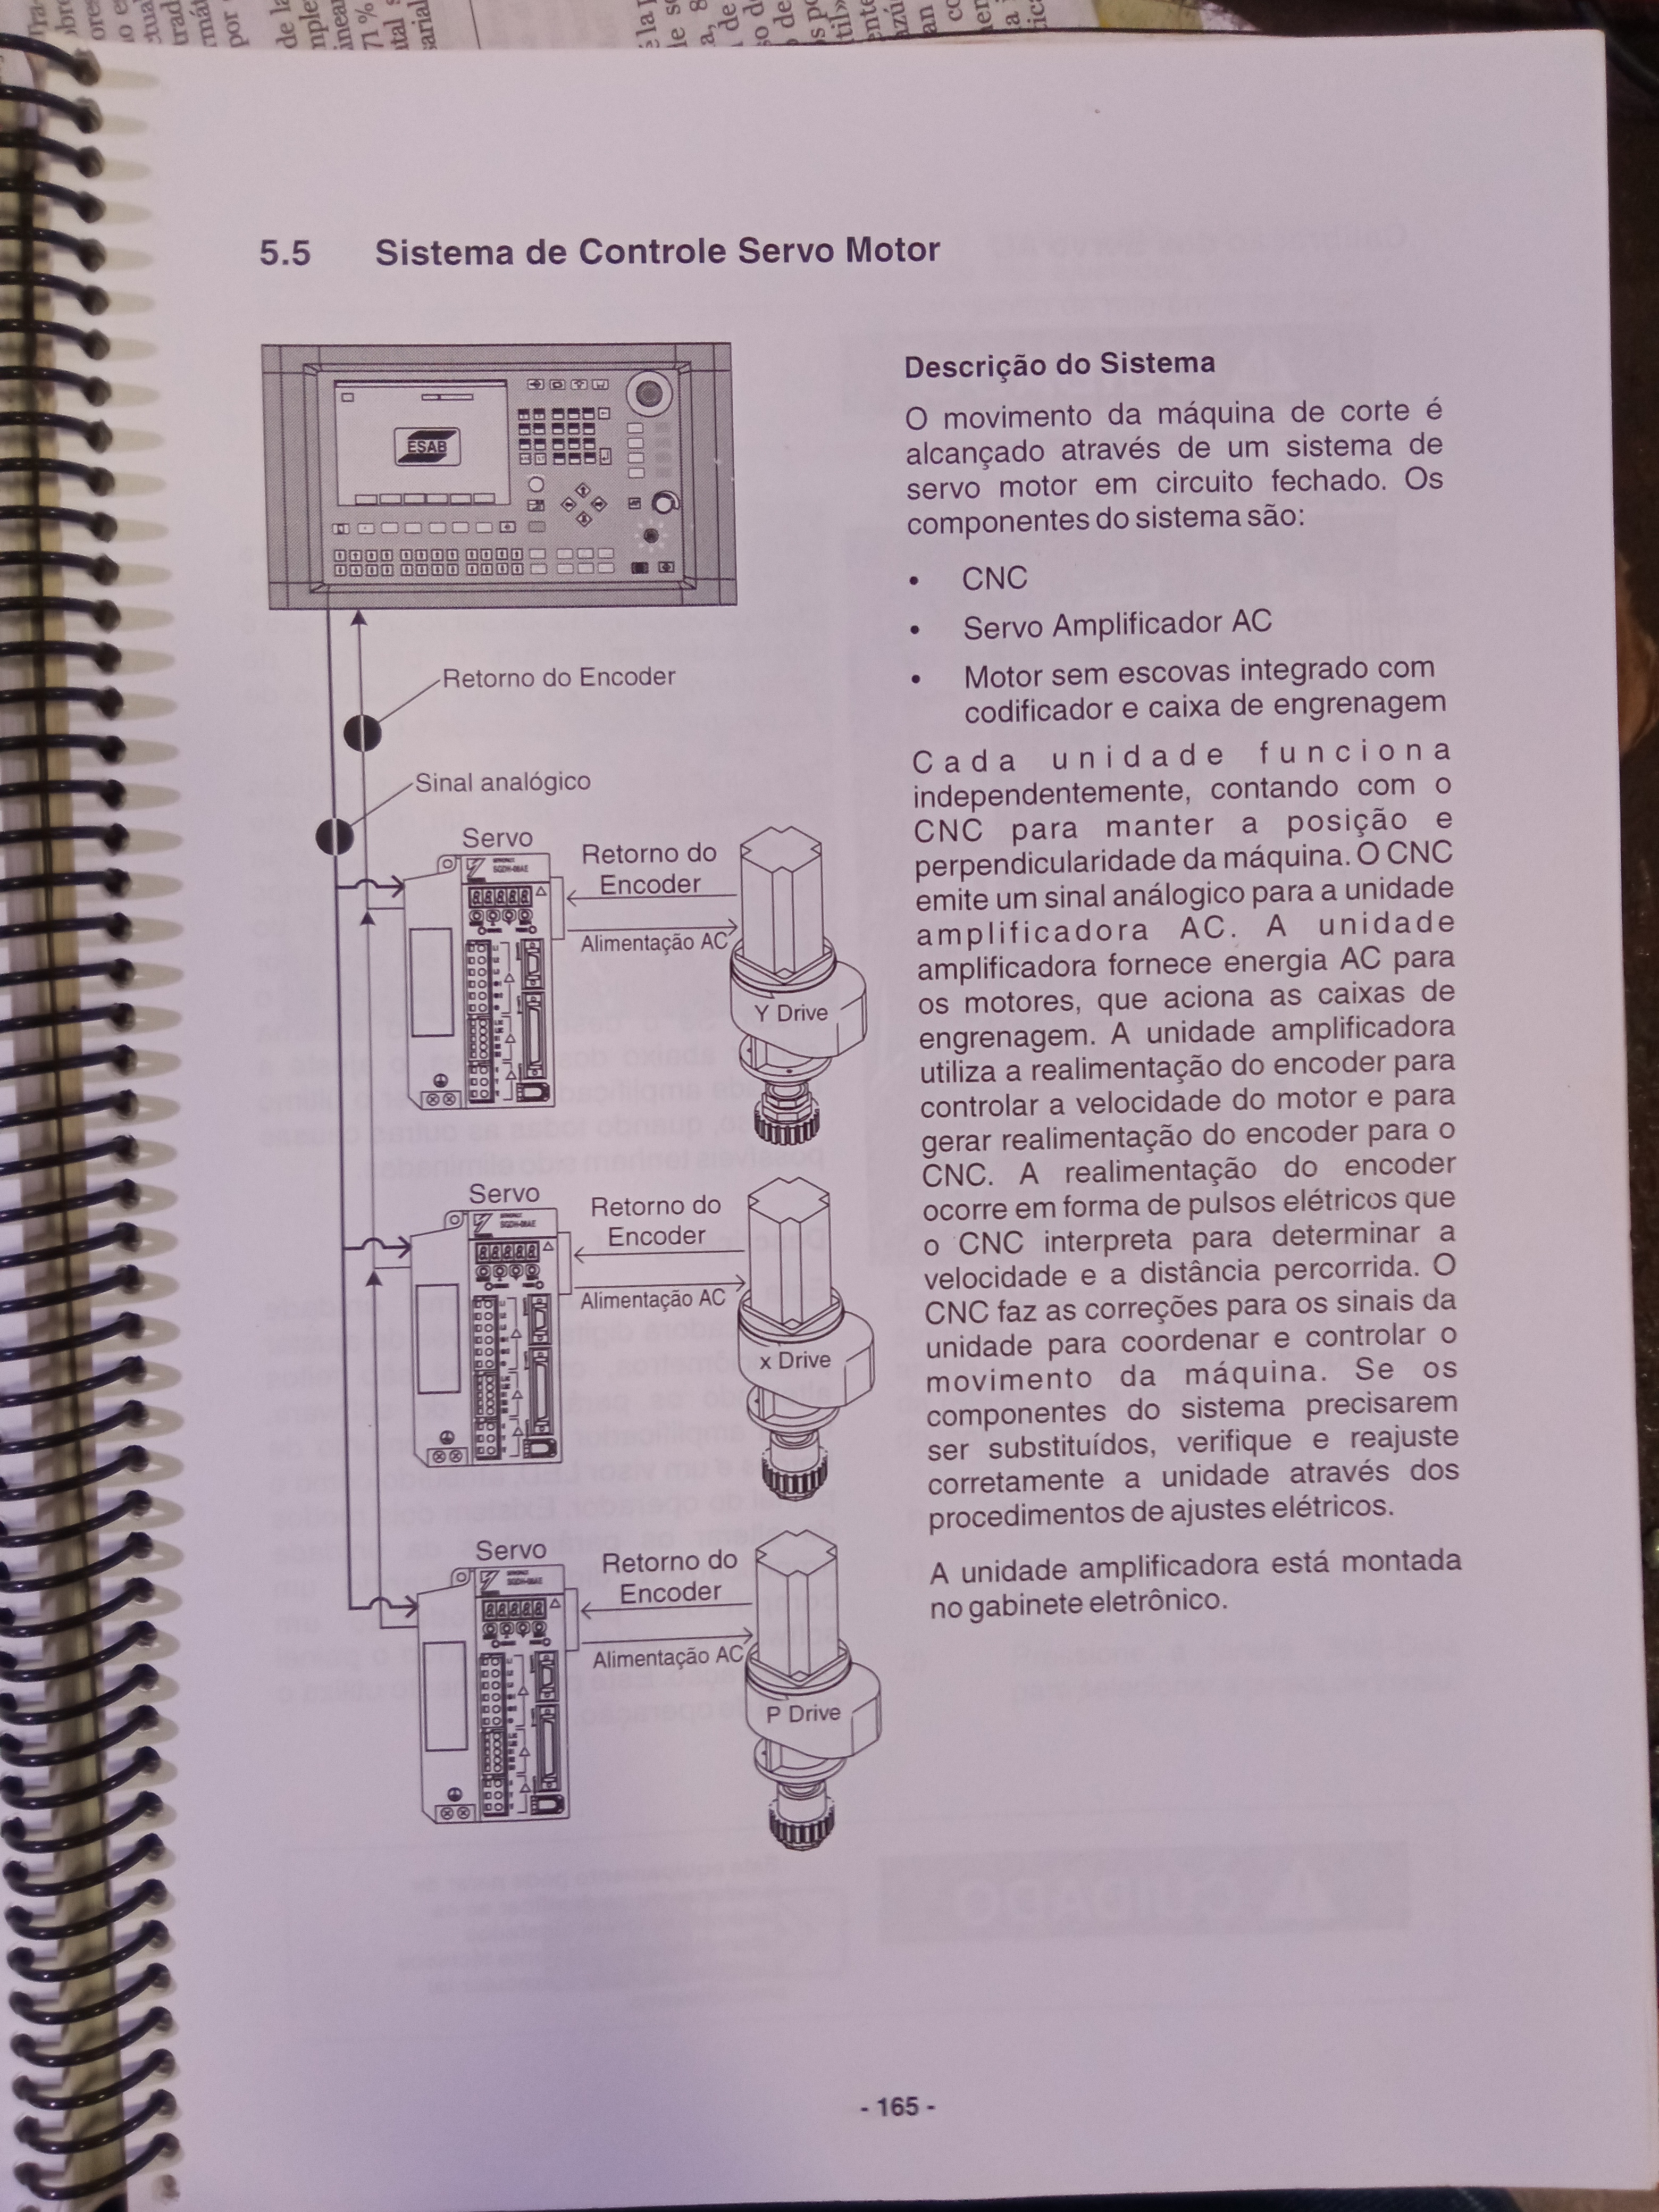 5.5 Sistema de Controle Servo Motor
ESAB
Retorno do Encoder
Sinal analógico
Servo
Retorno do
Encoder
Alimentação AC
Y Drive
Servo
Retorno do
Encoder
Alimentação AC
x Drive
Servo
Retorno do
Encoder
Alimentação AC
P Drive
Descrição do Sistema
O movimento da máquina de corte é
alcançado através de um sistema de
servo motor em circuito fechado. Os
componentes do sistema são:
• CNC
• Servo Amplificador AC
• Motor sem escovas integrado com
codificador e caixa de engrenagem
Cada unidade funciona
independentemente, contando com o
CNC para manter a posição e
perpendicularidade da máquina. O CNC
emite um sinal análogico para a unidade
amplificadora AC. A unidade
amplificadora fornece energia AC para
os motores, que aciona as caixas de
engrenagem. A unidade amplificadora
utiliza a realimentação do encoder para
controlar a velocidade do motor e para
gerar realimentação do encoder para o
CNC. A realimentação do encoder
ocorre em forma de pulsos elétricos que
o CNC interpreta para determinar a
velocidade e a distância percorrida. O
CNC faz as correções para os sinais da
unidade para coordenar e controlar o
movimento da máquina. Se os
componentes do sistema precisarem
ser substituídos, verifique e reajuste
corretamente a unidade através dos
procedimentos de ajustes elétricos.
A unidade amplificadora está montada
no gabinete eletrônico.
- 165 -